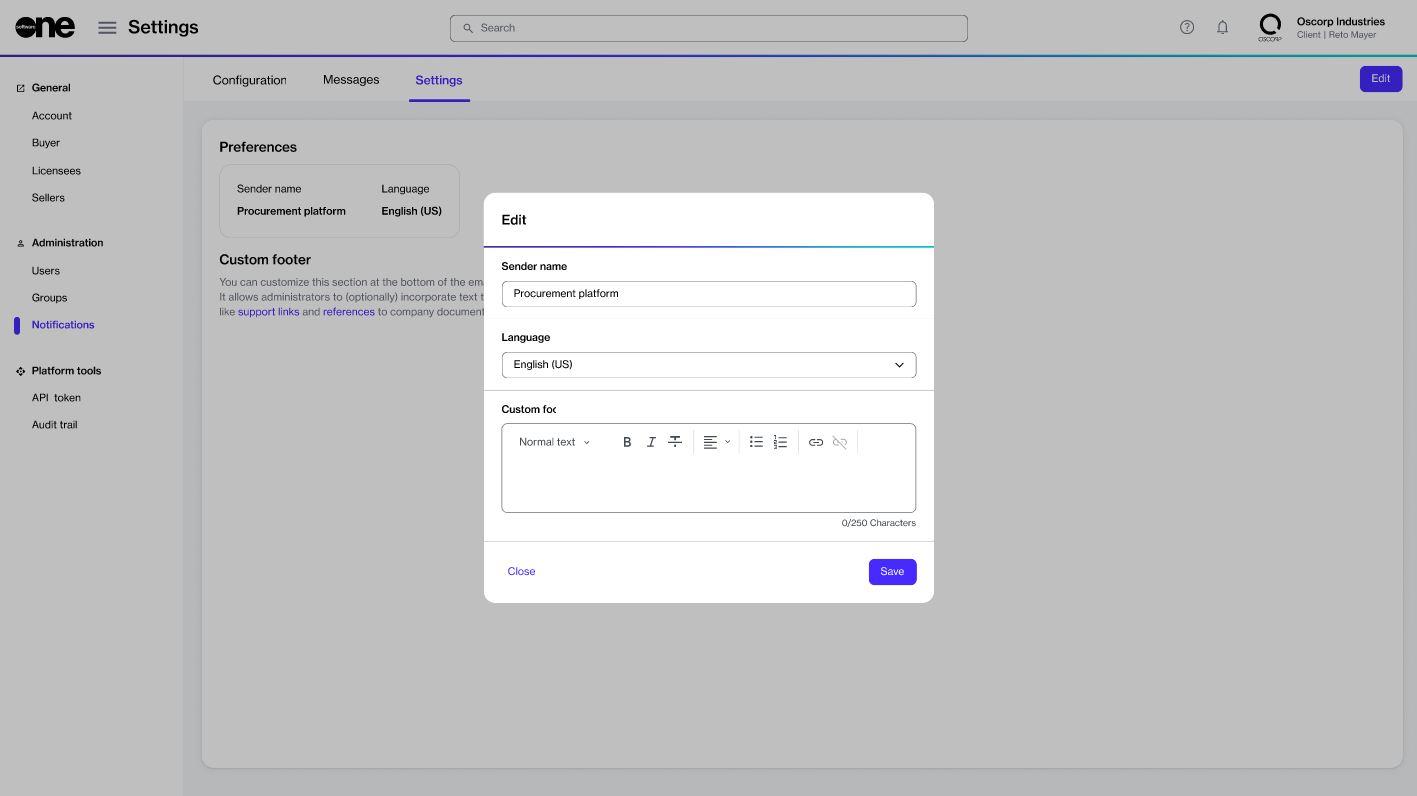 software
one
Settings
Search
Oscorp Industries
Client | Reto Mayer
OSCORP
General
Account
Buyer
Licensees
Sellers
Administration
Users
Groups
Notifications
Platform tools
API token
Audit trail
Configuration
Messages
Settings
Edit
Preferences
Sender name
Language
Procurement platform
English (US)
Custom footer
You can customize this section at the bottom of the ema
It allows administrators to (optionally) incorporate text t
like support links and references to company document
Edit
Sender name
Procurement platform
Language
English (US)
Custom foo
Normal text
B I T
0/250 Characters
Close
Save